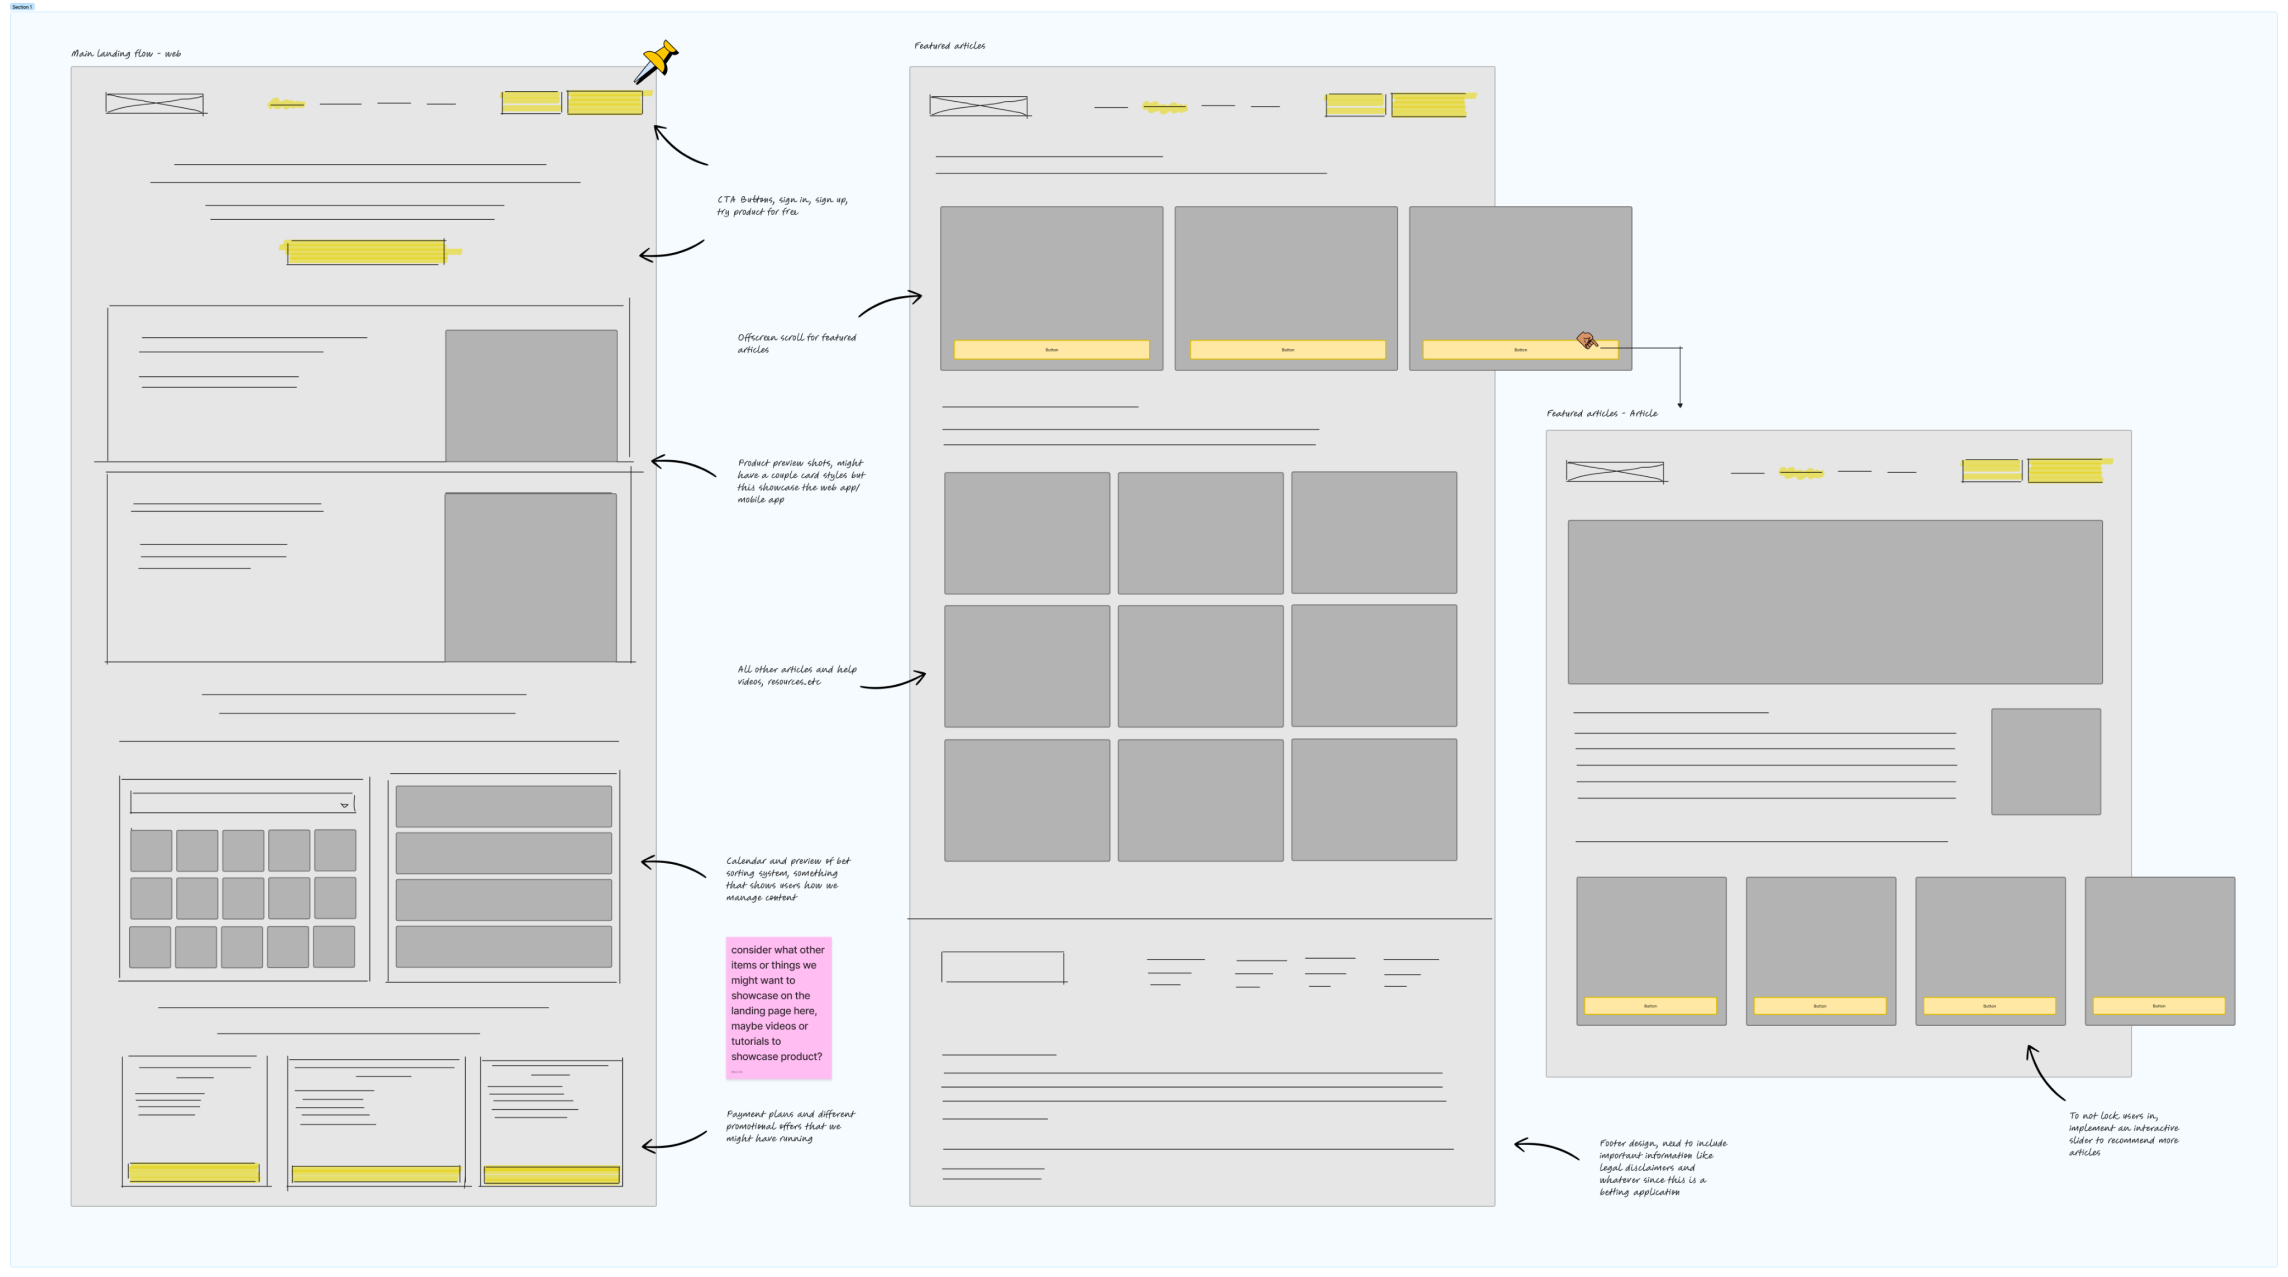 Section 1
Main landing flow - web
CTA Buttons, sign in, sign up,
try product for free
Product preview shots, might
have a couple card styles but
this showcase the web app/
mobile app
Calendar and preview of bet
sorting system, something
that shows users how we
manage content
consider what other
items or things we
might want to
showcase on the
landing page here,
maybe videos or
tutorials to
showcase product?
Payment plans and different
promotional offers that we
might have running
Featured articles
Offscreen scroll for featured
articles
Button
Button
Button
All other articles and help
videos, resources.etc
Footer design, need to include
important information like
legal disclaimers and
whatever since this is a
betting application
Featured articles - Article
Button
Button
Button
Button
To not lock users in,
implement an interactive
slider to recommend more
articles